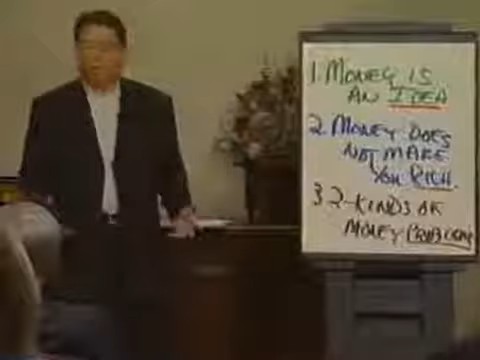 1. MONEY IS
AN IDEA
2. MONEY DOES
NOT MAKE
YOU RICH.
3 2-KINDS OF
MONEY PROBLEMS